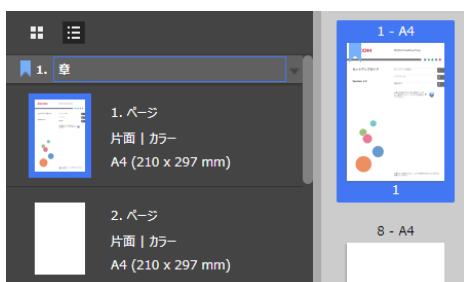 1. 章
1. ページ
片面 | カラー
A4 (210 x 297 mm)
2. ページ
片面 | カラー
A4 (210 x 297 mm)
1 - A4
1
8 - A4